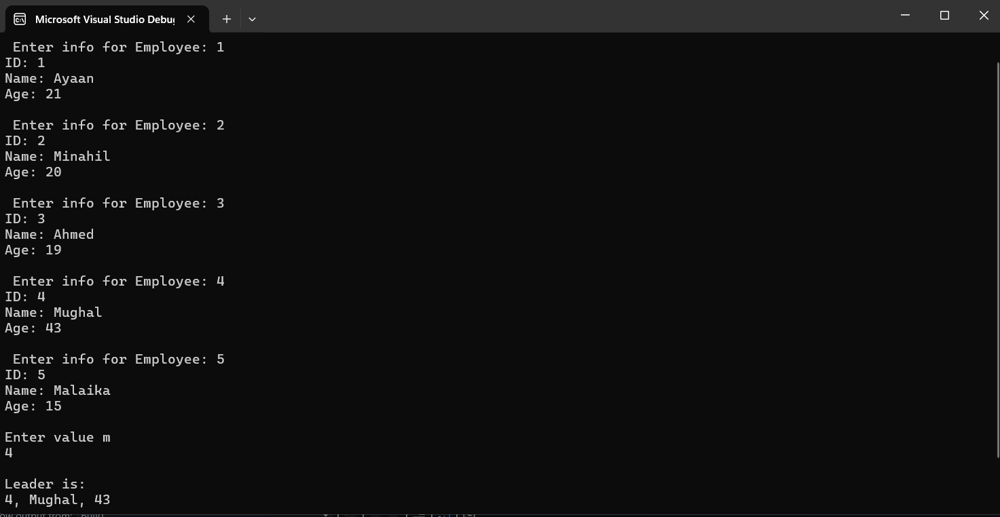 Microsoft Visual Studio Debug
Enter info for Employee: 1
ID: 1
Name: Ayaan
Age: 21
Enter info for Employee: 2
ID: 2
Name: Minahil
Age: 20
Enter info for Employee: 3
ID: 3
Name: Ahmed
Age: 19
Enter info for Employee: 4
ID: 4
Name: Mughal
Age: 43
Enter info for Employee: 5
ID: 5
Name: Malaika
Age: 15
Enter value m
4
Leader is:
4, Mughal, 43